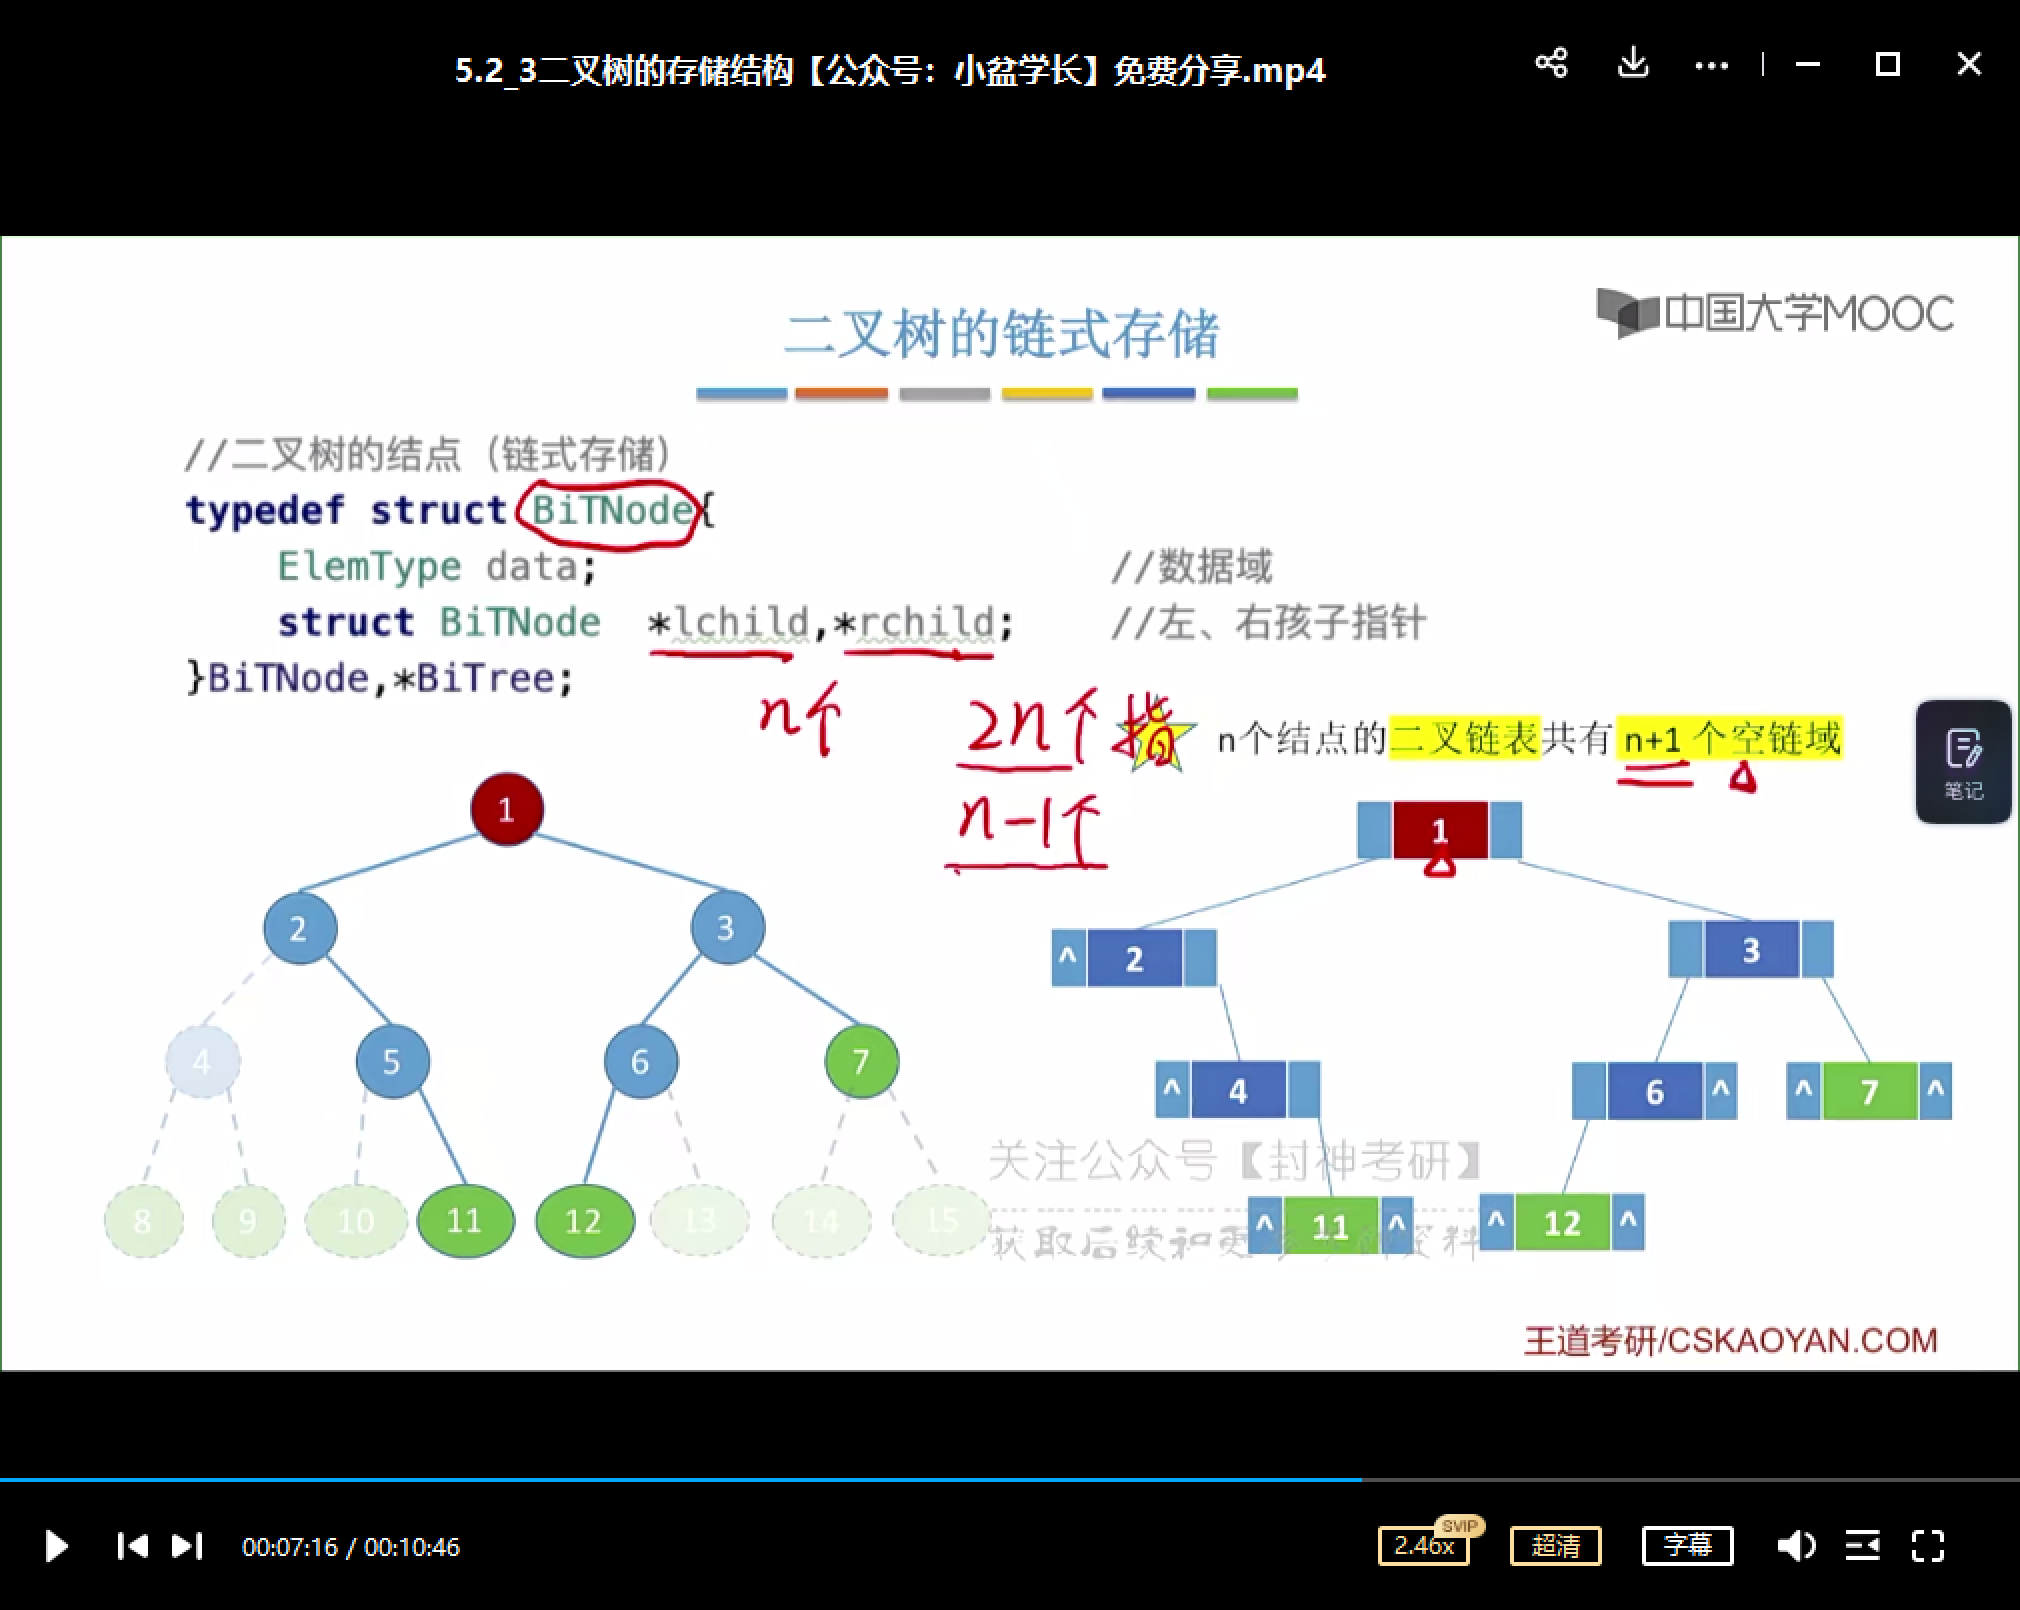 5.2_3二叉树的存储结构【公众号：小盆学长】免费分享.mp4
中国大学MOOC
二叉树的链式存储
//二叉树的结点（链式存储）
typedef struct BiTNode{
ElemType data; //数据域
struct BiTNode *lchild,*rchild; //左、右孩子指针
}BiTNode,*BiTree;
n个 2n个指
n个结点的二叉链表共有 n+1 个空链域
n-1个
笔记
1
2 3
4 5 6 7
8 9 10 11 12 13 14 15
1
^ 2 3
^ 4 6 ^ ^ 7 ^
^ 11 ^ ^ 12 ^
关注公众号【封神考研】
获取后续和更 资料
王道考研/CSKAOYAN.COM
00:07:16 / 00:10:46
2.46x SVIP 超清 字幕